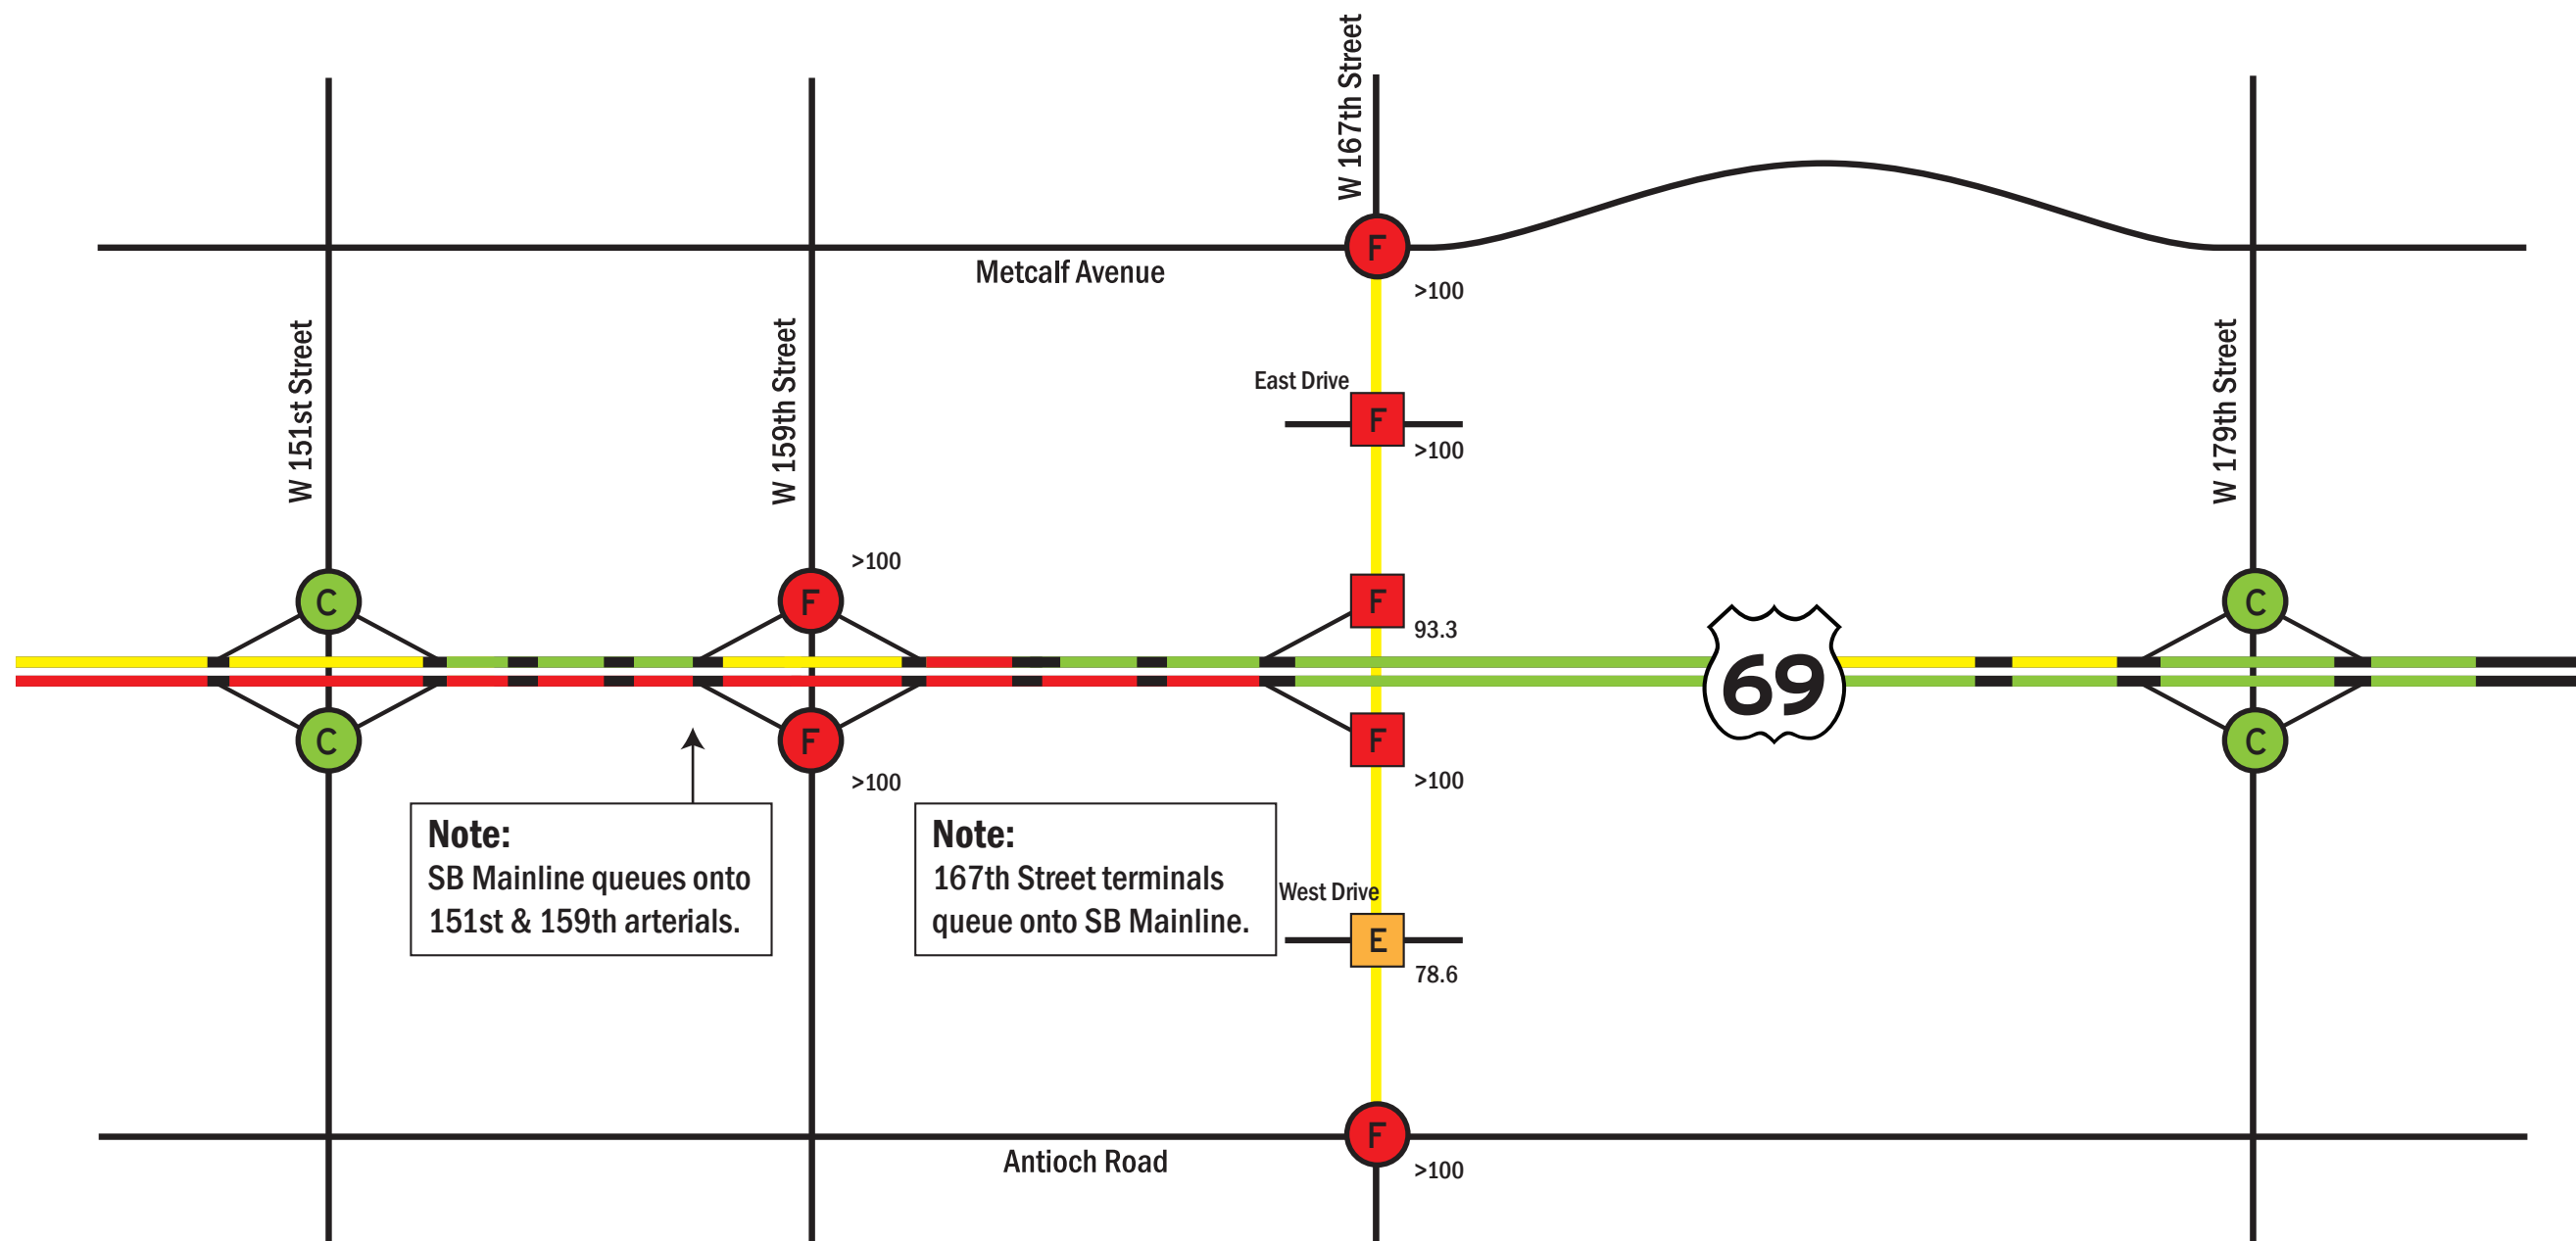 W 167th Street
F
>100
Metcalf Avenue
W 151st Street
W 159th Street
East Drive
F
>100
W 179th Street
C
F
>100
F
93.3
C
69
C
F
>100
F
>100
C
Note:
SB Mainline queues onto
151st & 159th arterials.
Note:
167th Street terminals
queue onto SB Mainline.
West Drive
E
78.6
F
>100
Antioch Road